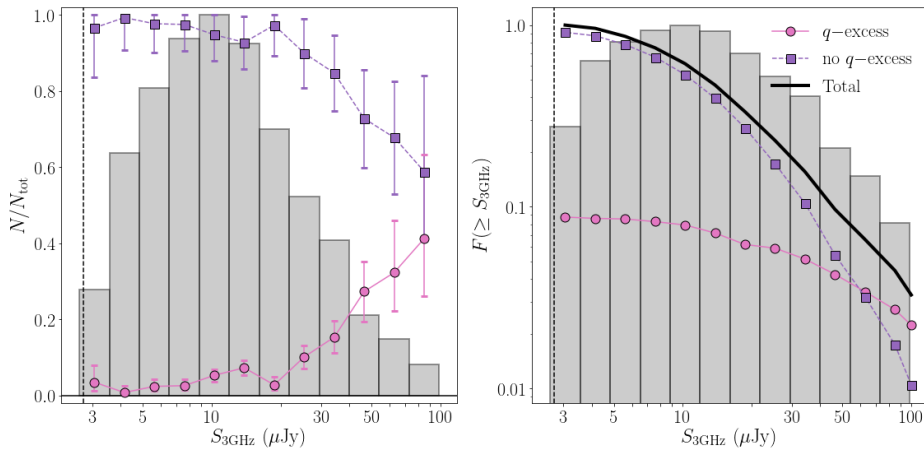 1.0
0.8
0.6
0.4
0.2
0.0
N/N_tot
3 5 10 30 50 100
S_3GHz (μJy)
1.0
0.1
0.01
F(≥ S_3GHz)
q−excess
no q−excess
Total
3 5 10 30 50 100
S_3GHz (μJy)